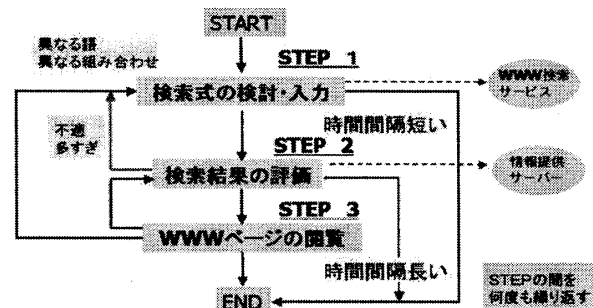 START
異なる語
異なる組み合わせ
STEP 1
検索式の検討・入力
WWW検索
サービス
時間間隔短い
不適
多すぎ
STEP 2
検索結果の評価
情報提供
サーバー
STEP 3
WWWページの閲覧
時間間隔長い
END
STEPの間を
何度も繰り返す